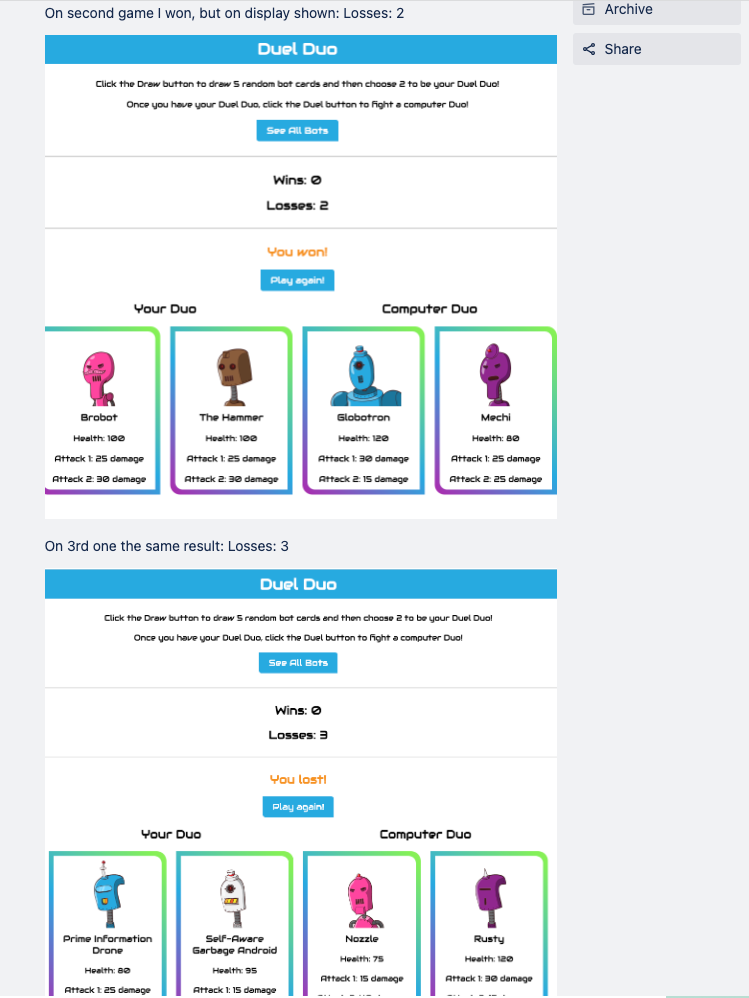 On second game I won, but on display shown: Losses: 2
Archive
Share
Duel Duo
Click the Draw button to draw 5 random bot cards and then choose 2 to be your Duel Duo!
Once you have your Duel Duo, click the Duel button to fight a computer Duo!
See All Bots
Wins: 0
Losses: 2
You won!
Play again!
Your Duo Computer Duo
Brobot The Hammer Globotron Mechi
Health: 100 Health: 100 Health: 120 Health: 80
Attack 1: 25 damage Attack 1: 25 damage Attack 1: 30 damage Attack 1: 25 damage
Attack 2: 30 damage Attack 2: 30 damage Attack 2: 15 damage Attack 2: 25 damage
On 3rd one the same result: Losses: 3
Duel Duo
Click the Draw button to draw 5 random bot cards and then choose 2 to be your Duel Duo!
Once you have your Duel Duo, click the Duel button to fight a computer Duo!
See All Bots
Wins: 0
Losses: 3
You lost!
Play again!
Your Duo Computer Duo
Prime Information Self-Aware Nozzle Rusty
Drone Garbage Android
Health: 75 Health: 120
Health: 80 Health: 95
Attack 1: 15 damage Attack 1: 30 damage
Attack 1: 25 damage Attack 1: 15 damage